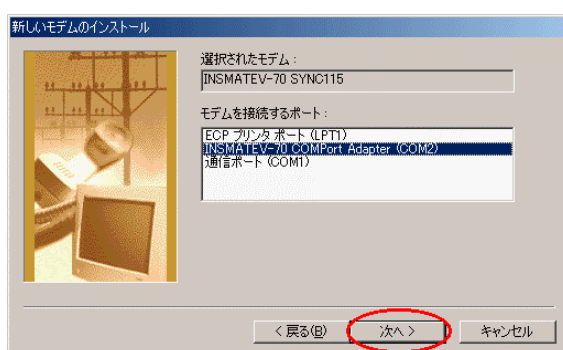 新しいモデムのインストール
選択されたモデム：
INSMATEV-70 SYNC115
モデムを接続するポート：
ECP プリンタ ポート (LPT1)
INSMATEV-70 COMPort Adapter (COM2)
通信ポート (COM1)
< 戻る(B)
次へ >
キャンセル